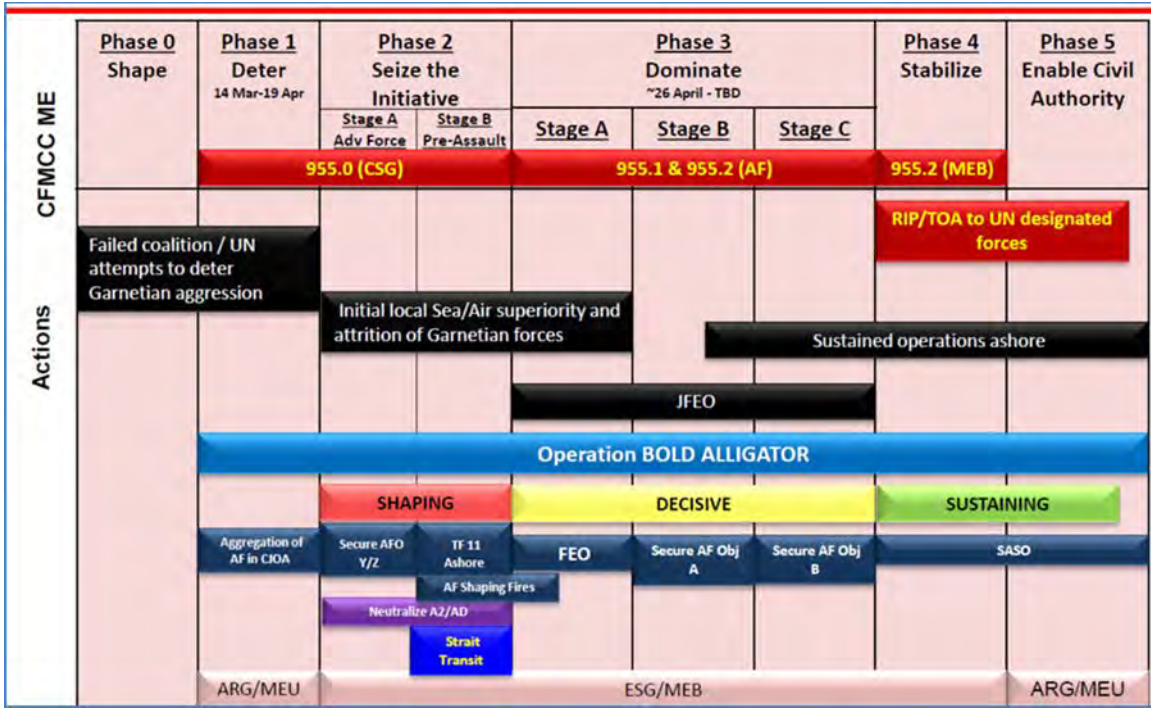 Phase 0
Shape
Phase 1
Deter
14 Mar-19 Apr
Phase 2
Seize the
Initiative
Stage A
Adv Force
Stage B
Pre-Assault
Phase 3
Dominate
~26 April - TBD
Stage A
Stage B
Stage C
Phase 4
Stabilize
Phase 5
Enable Civil
Authority
CFMCC ME
955.0 (CSG)
955.1 & 955.2 (AF)
955.2 (MEB)
Actions
RIP/TOA to UN designated
forces
Failed coalition / UN
attempts to deter
Garnetian aggression
Initial local Sea/Air superiority and
attrition of Garnetian forces
Sustained operations ashore
JFEO
Operation BOLD ALLIGATOR
SHAPING
DECISIVE
SUSTAINING
Aggregation of
AF in CJOA
Secure AFO
Y/Z
TF 11
Ashore
FEO
Secure AF Obj
A
Secure AF Obj
B
SASO
AF Shaping Fires
Neutralize A2/AD
Strait
Transit
ARG/MEU
ESG/MEB
ARG/MEU